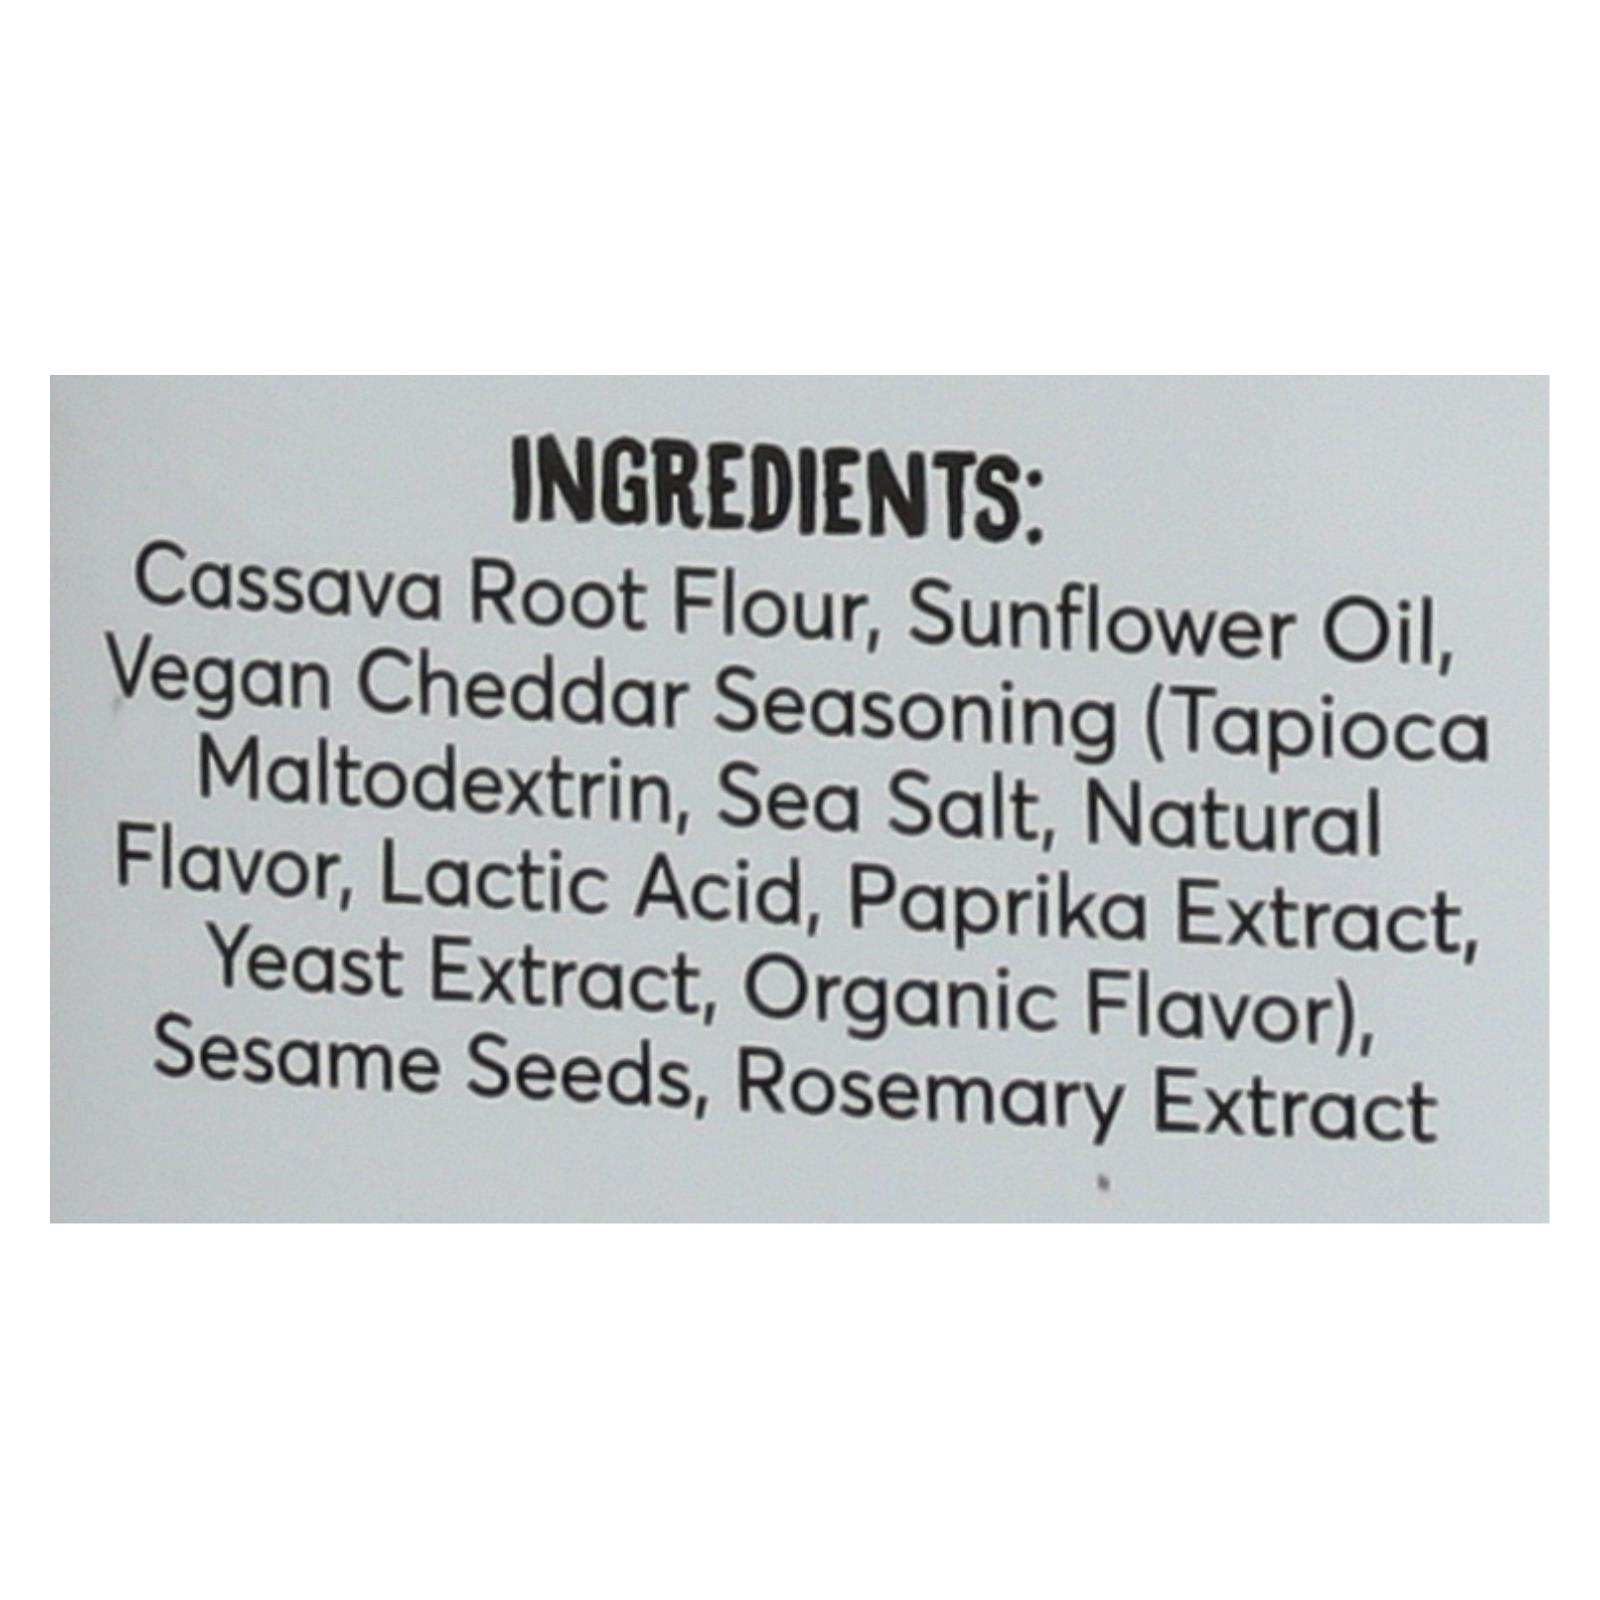 INGREDIENTS:
Cassava Root Flour, Sunflower Oil,
Vegan Cheddar Seasoning (Tapioca
Maltodextrin, Sea Salt, Natural
Flavor, Lactic Acid, Paprika Extract,
Yeast Extract, Organic Flavor),
Sesame Seeds, Rosemary Extract